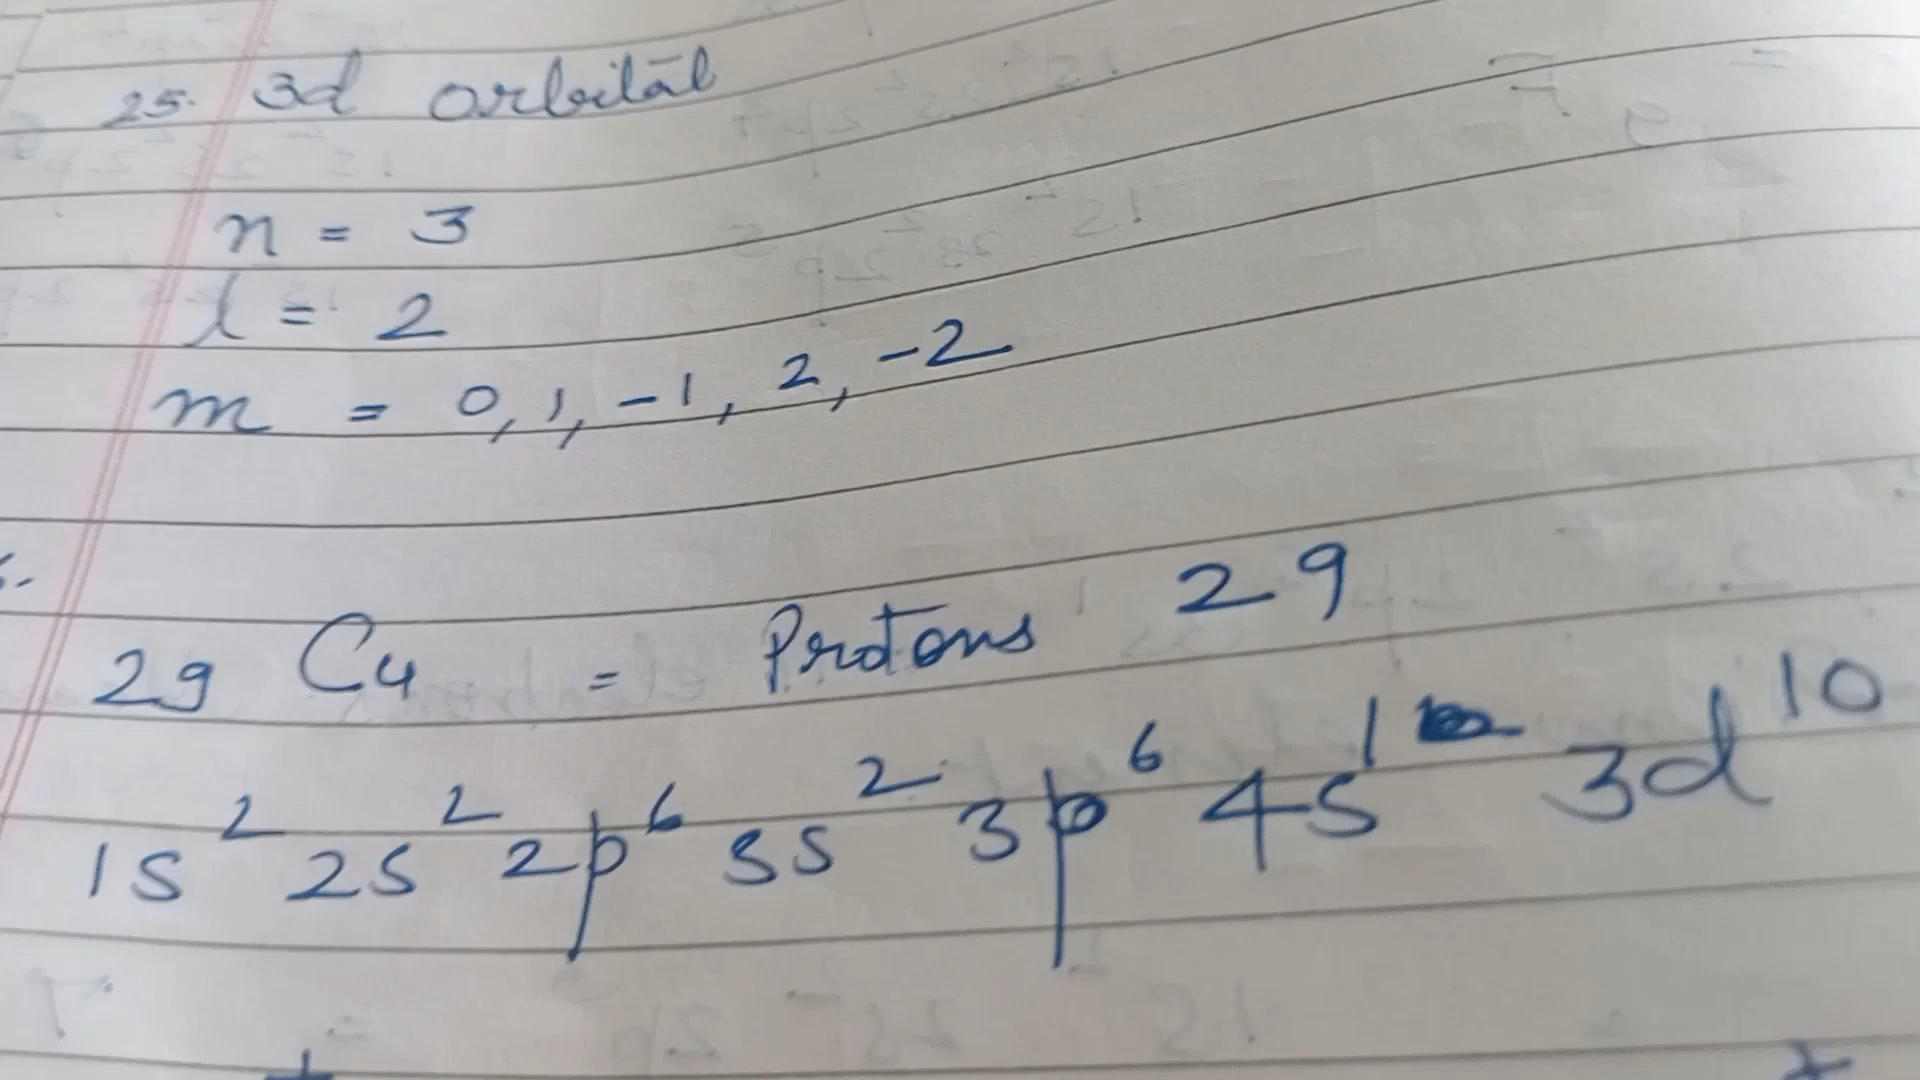 25. 3d orbital
n = 3
l = 2
m = 0, 1, -1, 2, -2
29 Cu = Protons 29
1s² 2s² 2p⁶ 3s² 3p⁶ 4s¹ 3d¹⁰